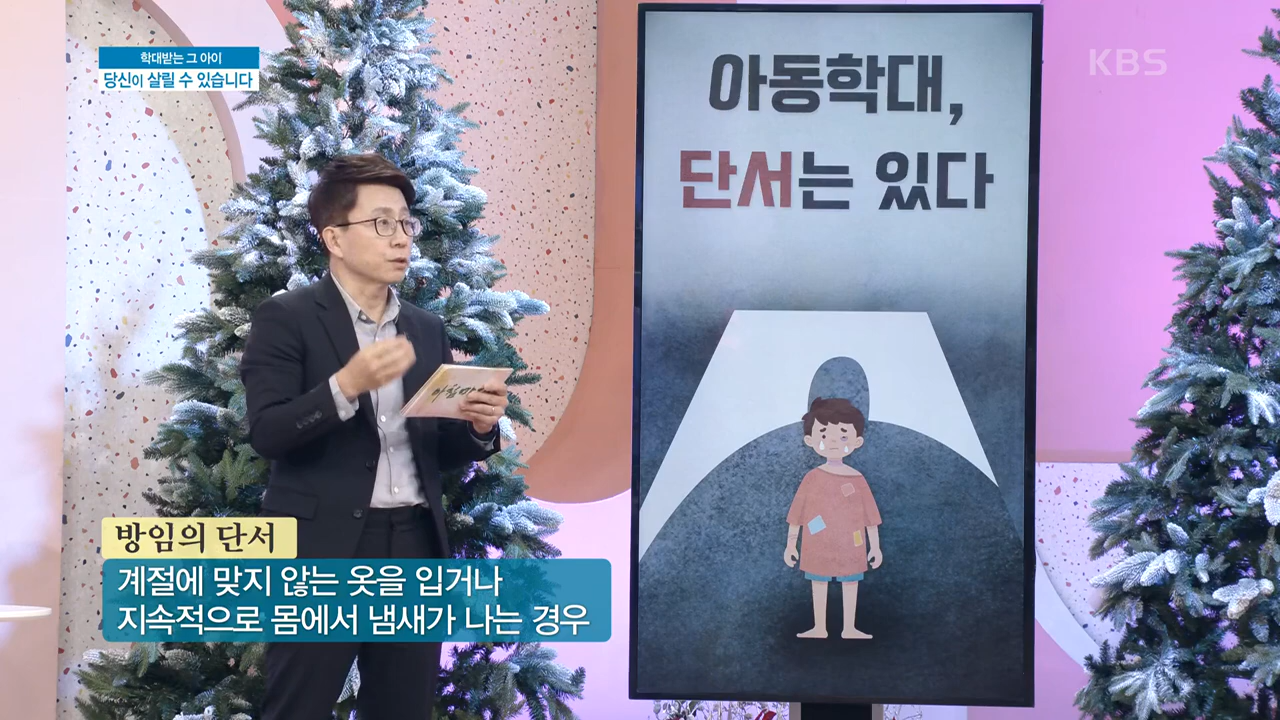 학대받는 그 아이
당신이 살릴 수 있습니다
KBS
아동학대,
단서는 있다
방임의 단서
계절에 맞지 않는 옷을 입거나
지속적으로 몸에서 냄새가 나는 경우